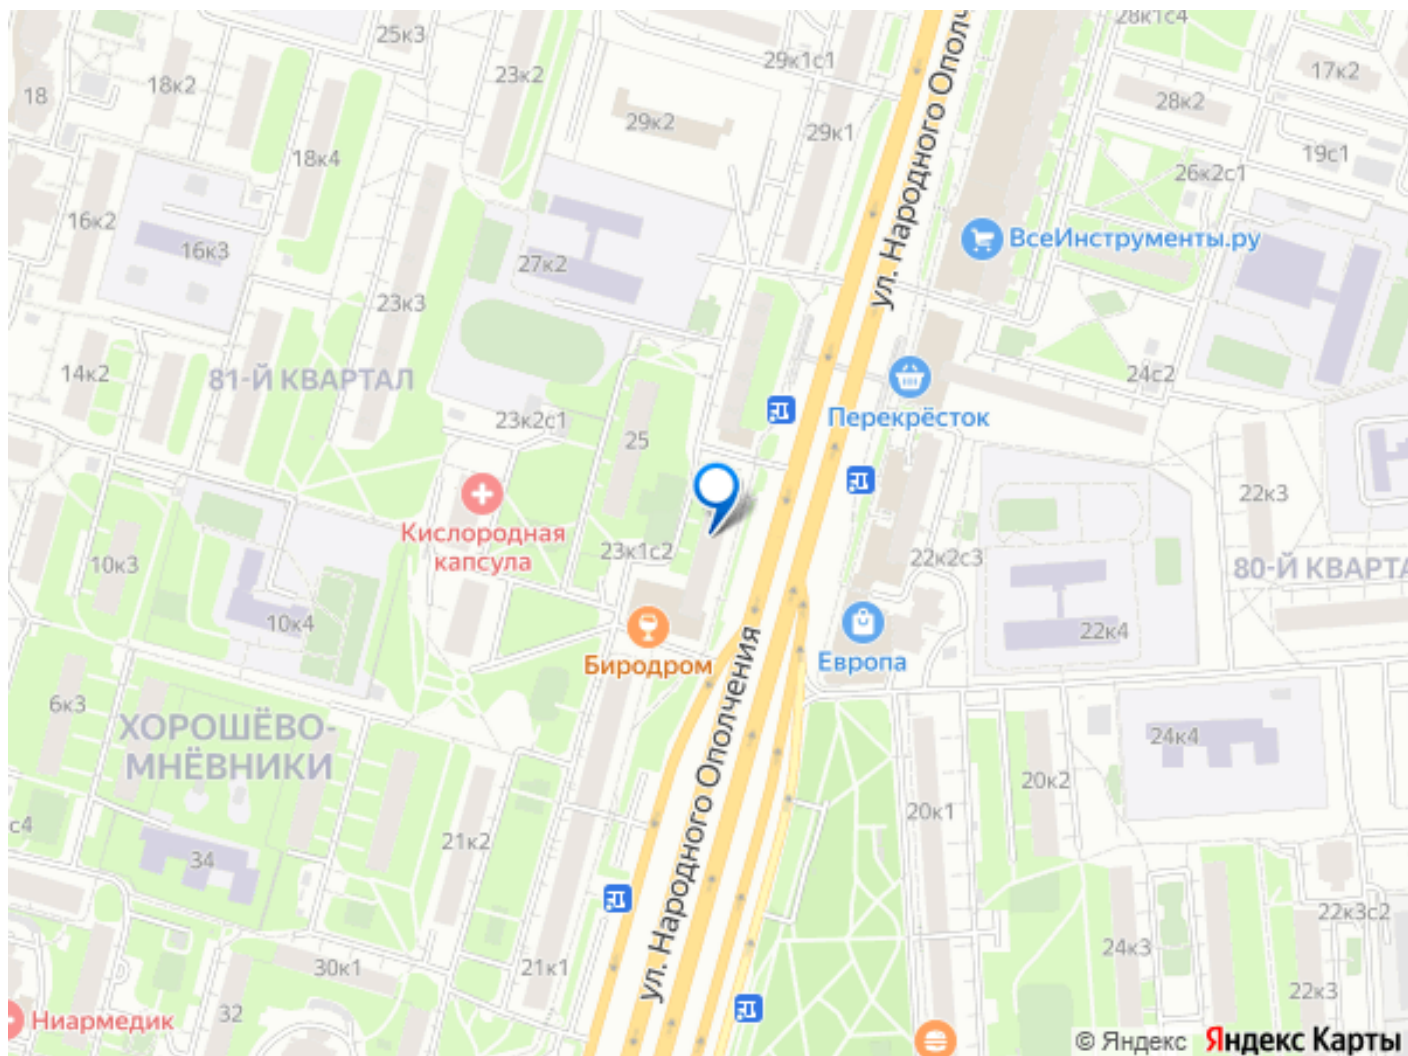 28к1с4
25к3
29к1с1
23к2
17к2
18к2
18
28к2
29к2
29к1
19с1
18к4
26к2с1
ул. Народного Ополч
16к2
16к3
ВсеИнструменты.ру
27к2
23к3
14к2
81-Й КВАРТАЛ
24с2
Перекрёсток
23к2с1
25
22к3
Кислородная
капсула
23к1с2
22к2с3
10к3
80-Й КВАРТА
10к4
22к4
Биродром
Европа
6к3
ХОРОШЁВО-
МНЁВНИКИ
24к4
20к2
20к1
с4
21к2
34
ул. Народного Ополчения
22к3с2
24к3
30к1
21к1
22к3
32
Ниармедик
© Яндекс Яндекс Карты